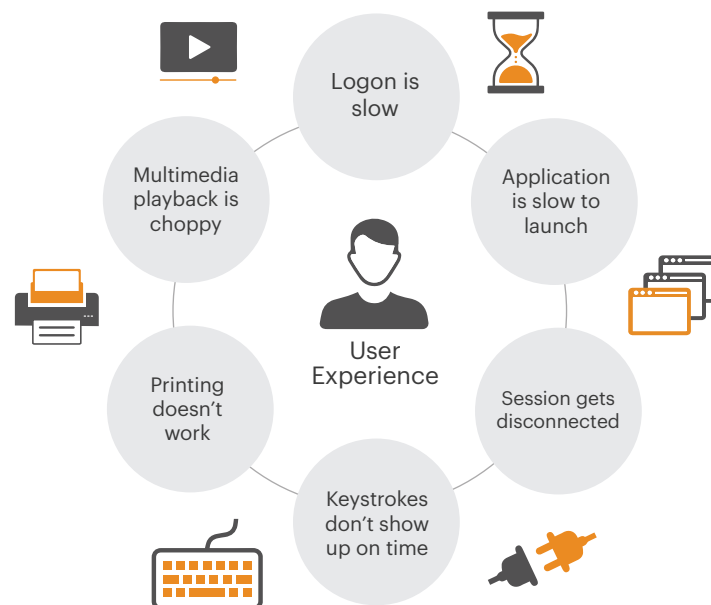 Logon is
slow
Application
is slow to
launch
Session gets
disconnected
Keystrokes
don’t show
up on time
Printing
doesn’t
work
Multimedia
playback is
choppy
User
Experience